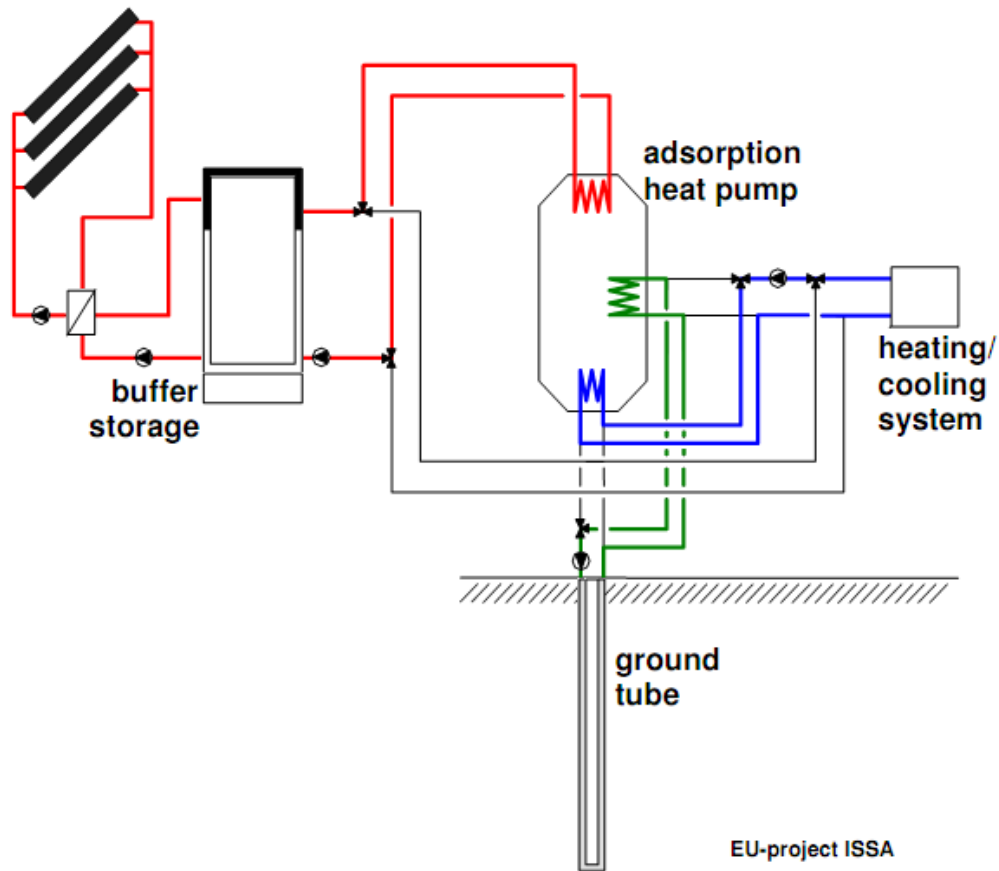 adsorption
heat pump
buffer
storage
heating/
cooling
system
ground
tube
EU-project ISSA